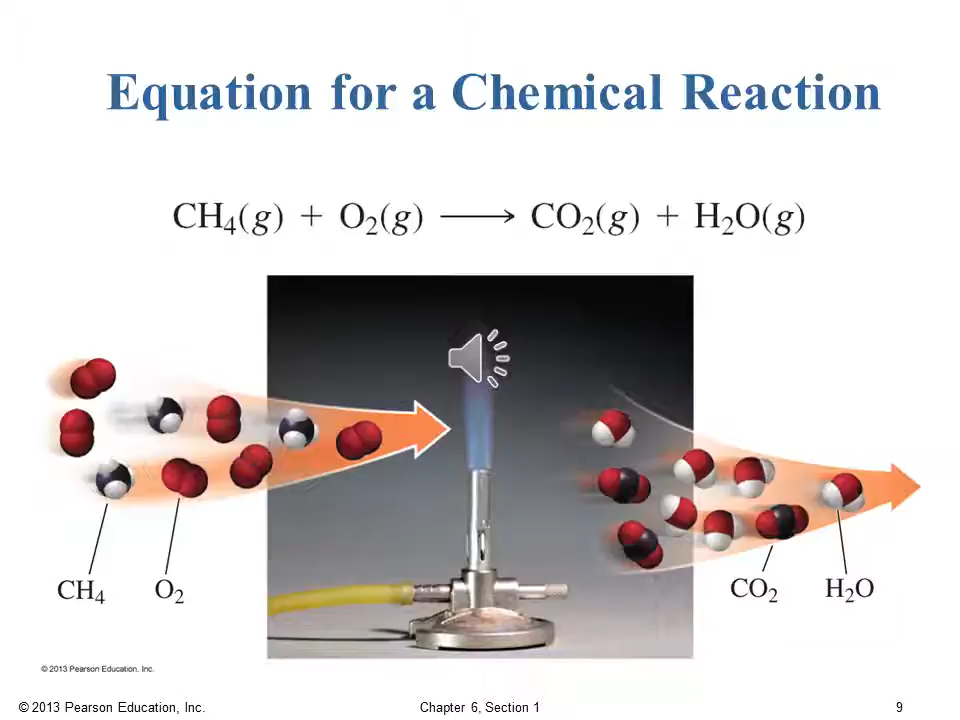 Equation for a Chemical Reaction
CH₄(g) + O₂(g) ⟶ CO₂(g) + H₂O(g)
CH₄ O₂
CO₂ H₂O
© 2013 Pearson Education, Inc.
© 2013 Pearson Education, Inc. Chapter 6, Section 1 9